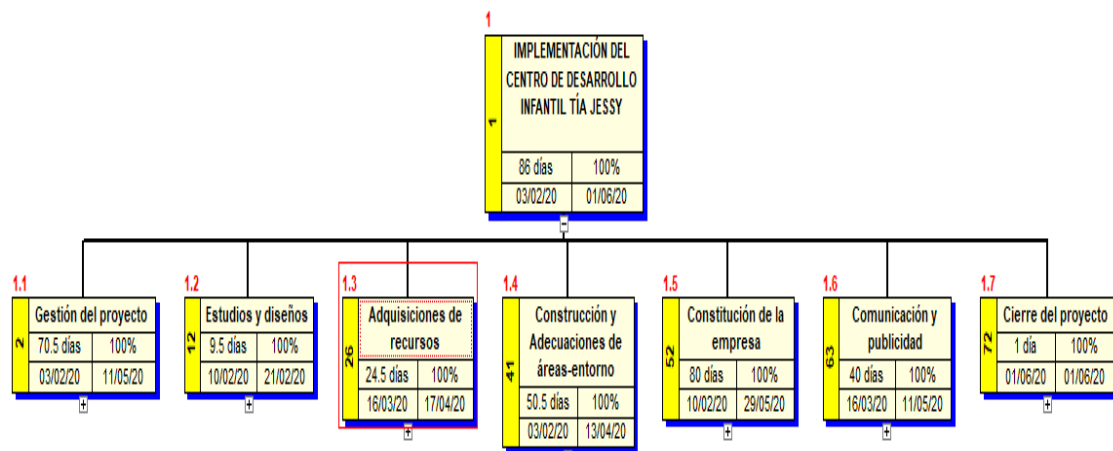 1
IMPLEMENTACIÓN DEL
CENTRO DE DESARROLLO
INFANTIL TÍA JESSY
1
86 días 100%
03/02/20 01/06/20
1.1
Gestión del proyecto
2
70.5 días 100%
03/02/20 11/05/20
1.2
Estudios y diseños
12
9.5 días 100%
10/02/20 21/02/20
1.3
Adquisiciones de
recursos
26
24.5 días 100%
16/03/20 17/04/20
1.4
Construcción y
Adecuaciones de
áreas-entorno
41
50.5 días 100%
03/02/20 13/04/20
1.5
Constitución de la
empresa
52
80 días 100%
10/02/20 29/05/20
1.6
Comunicación y
publicidad
63
40 días 100%
16/03/20 11/05/20
1.7
Cierre del proyecto
72
1 día 100%
01/06/20 01/06/20